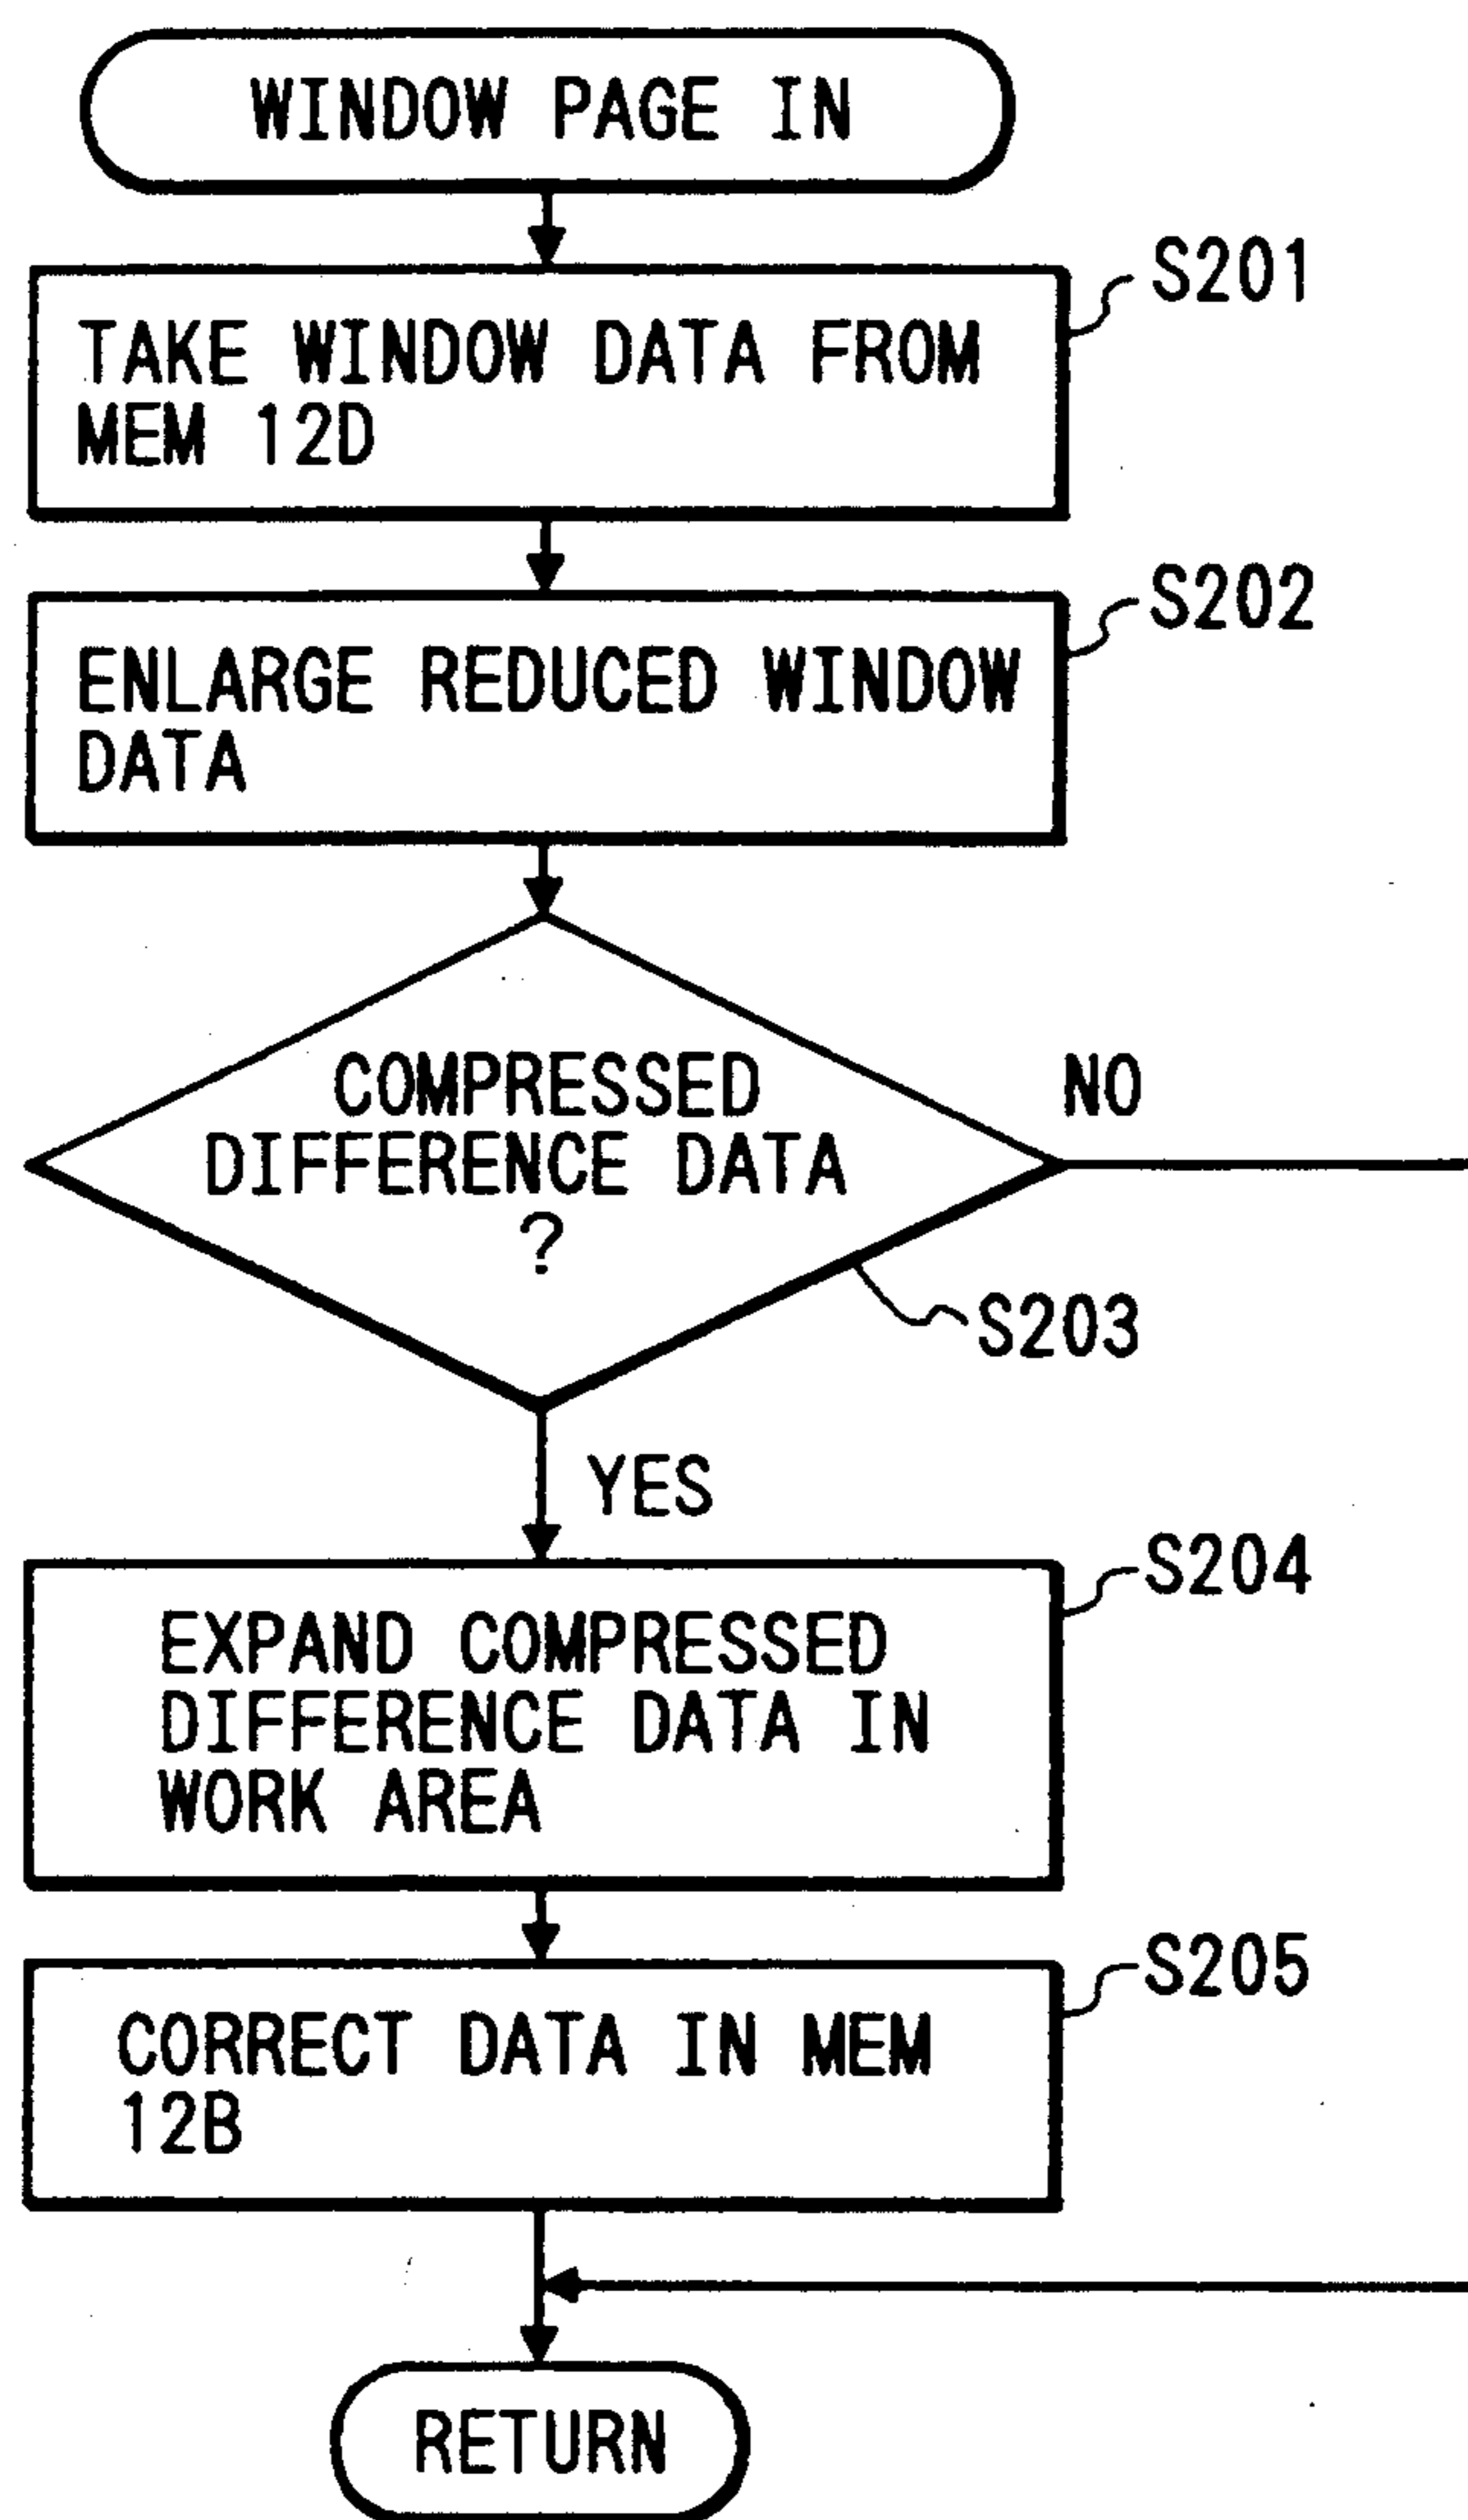 WINDOW PAGE IN
S201
TAKE WINDOW DATA FROM
MEM 12D
S202
ENLARGE REDUCED WINDOW
DATA
COMPRESSED
DIFFERENCE DATA
?
NO
S203
YES
S204
EXPAND COMPRESSED
DIFFERENCE DATA IN
WORK AREA
S205
CORRECT DATA IN MEM
12B
RETURN